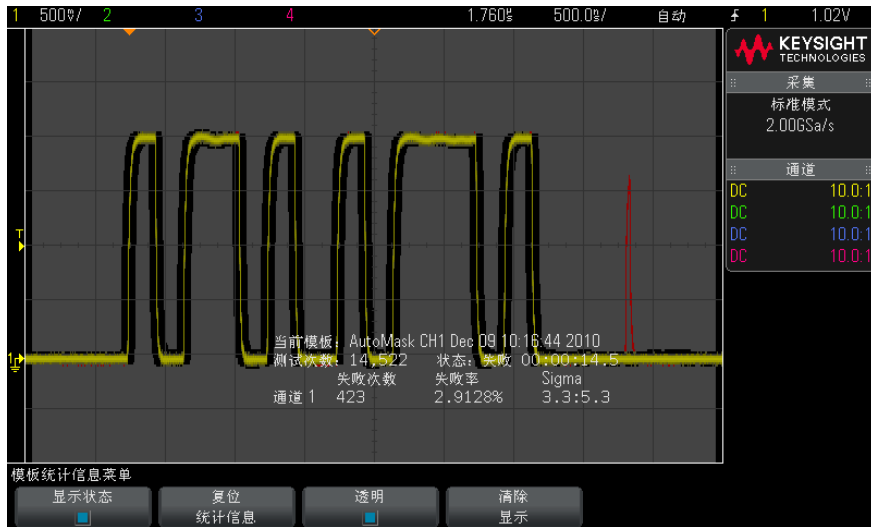 1 500▿/ 2 3 4 1.760▿ 500.0▿/ 自动 1 1.02V
KEYSIGHT
TECHNOLOGIES
采集
标准模式
2.00GSa/s
通道
DC 10.0:1
DC 10.0:1
DC 10.0:1
DC 10.0:1
T
1
当前模板: AutoMask CH1 Dec 09 10:16:44 2010
测试次数: 14,522 状态: 失败 00:00:14.5
失败次数 失败率 Sigma
通道 1 423 2.9128% 3.3:5.3
模板统计信息菜单
显示状态
复位
统计信息
透明
清除
显示